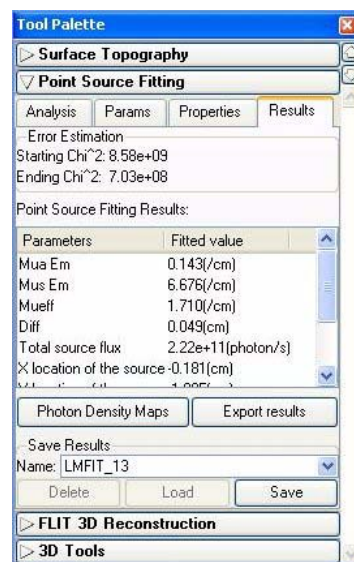 Tool Palette
Surface Topography
Point Source Fitting
Analysis Params Properties Results
Error Estimation
Starting Chi^2: 8.58e+09
Ending Chi^2: 7.03e+08
Point Source Fitting Results:
Parameters Fitted value
Mua Em 0.143(/cm)
Mus Em 6.676(/cm)
Mueff 1.710(/cm)
Diff 0.049(cm)
Total source flux 2.22e+11(photon/s)
X location of the source -0.181(cm)
Photon Density Maps Export results
Save Results
Name: LMFIT_13
Delete Load Save
FLIT 3D Reconstruction
3D Tools